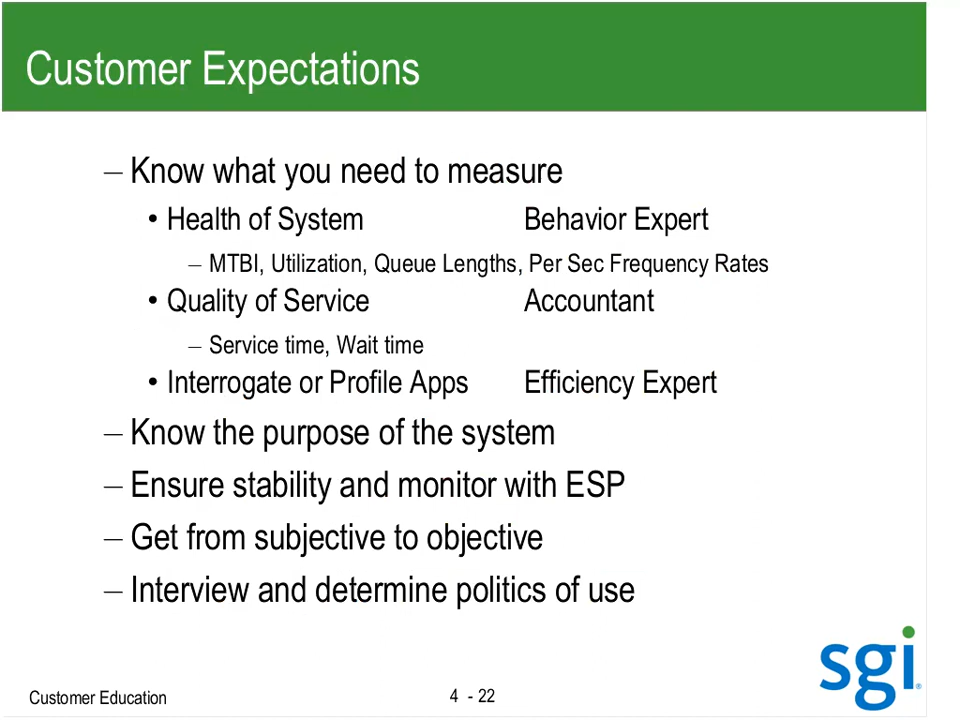 Customer Expectations
– Know what you need to measure
• Health of System Behavior Expert
– MTBI, Utilization, Queue Lengths, Per Sec Frequency Rates
• Quality of Service Accountant
– Service time, Wait time
• Interrogate or Profile Apps Efficiency Expert
– Know the purpose of the system
– Ensure stability and monitor with ESP
– Get from subjective to objective
– Interview and determine politics of use
sgi®
Customer Education 4 - 22